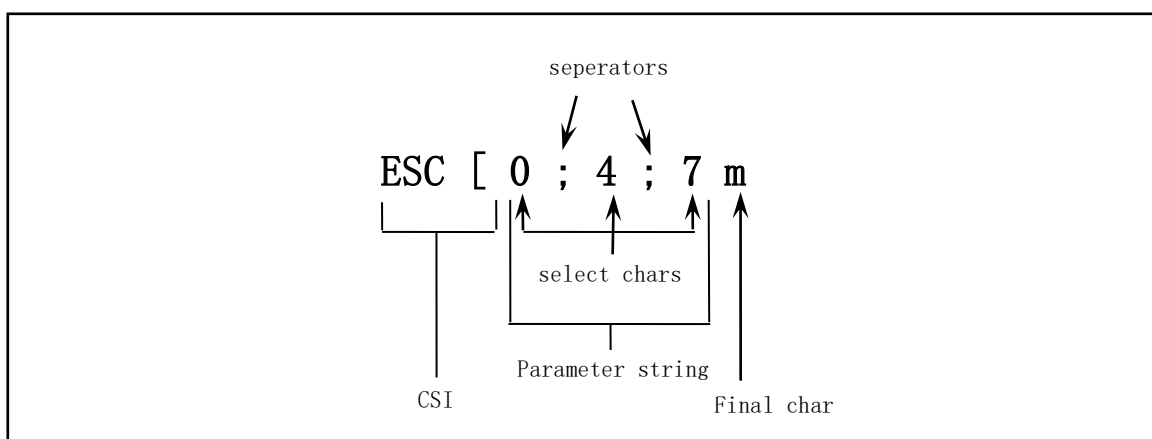 seperators
ESC [ 0 ; 4 ; 7 m
select chars
Parameter string
CSI
Final char